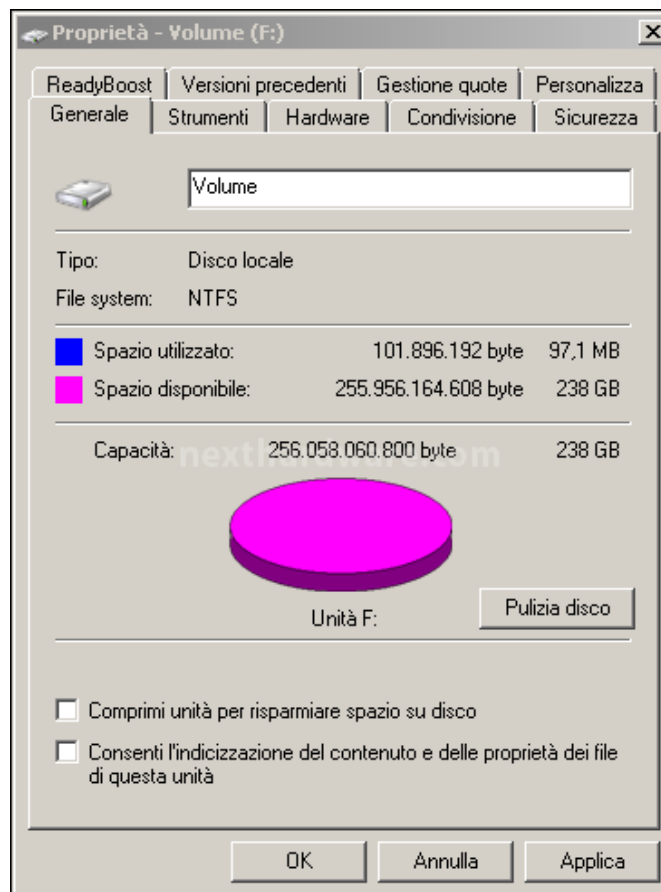 Proprietà - Volume (F:)
ReadyBoost Versioni precedenti Gestione quote Personalizza
Generale Strumenti Hardware Condivisione Sicurezza
Volume
Tipo: Disco locale
File system: NTFS
Spazio utilizzato: 101.896.192 byte 97,1 MB
Spazio disponibile: 255.956.164.608 byte 238 GB
Capacità: 256.058.060.800 byte 238 GB
nexthardware.com
Unità F: Pulizia disco
Comprimi unità per risparmiare spazio su disco
Consenti l'indicizzazione del contenuto e delle proprietà dei file
di questa unità
OK Annulla Applica